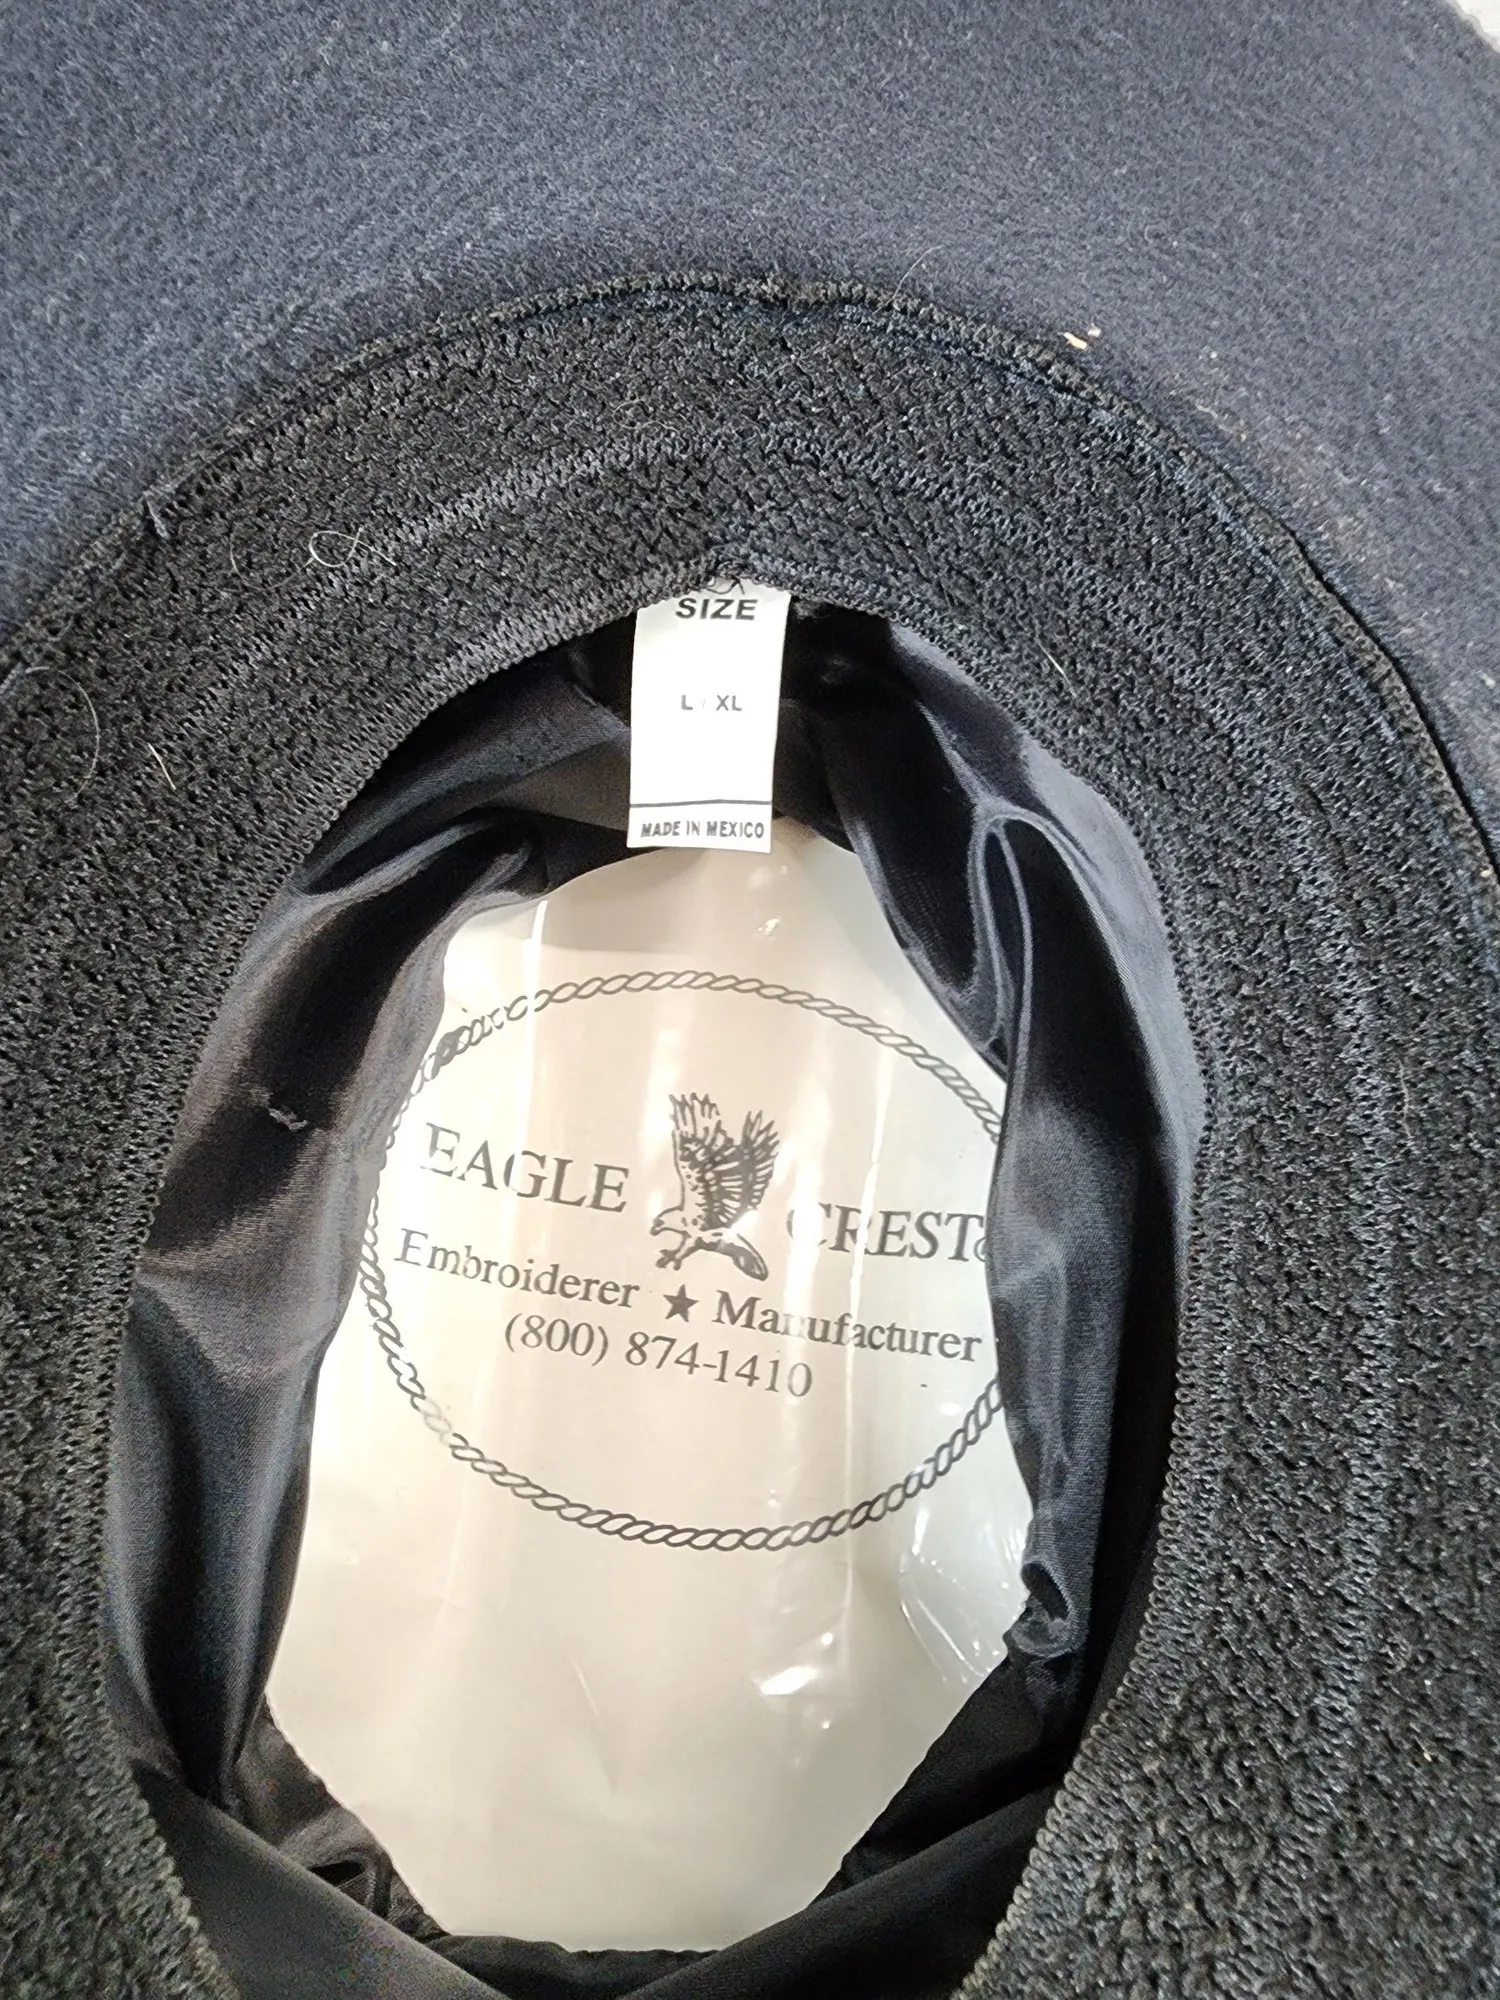 SIZE
L / XL
MADE IN MEXICO
EAGLE CREST®
Embroiderer ★ Manufacturer
(800) 874-1410